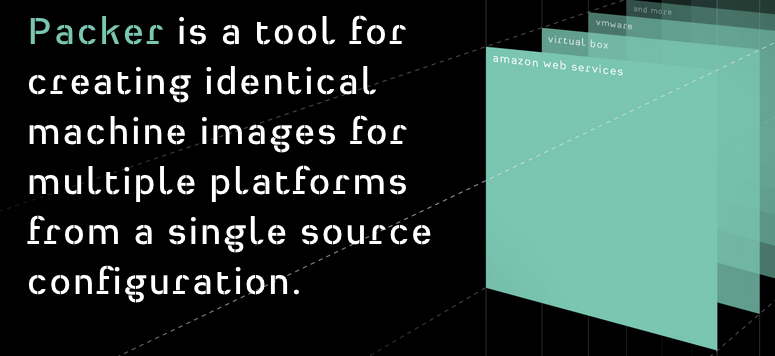 Packer is a tool for
creating identical
machine images for
multiple platforms
from a single source
configuration.
and more
vmware
virtual box
amazon web services